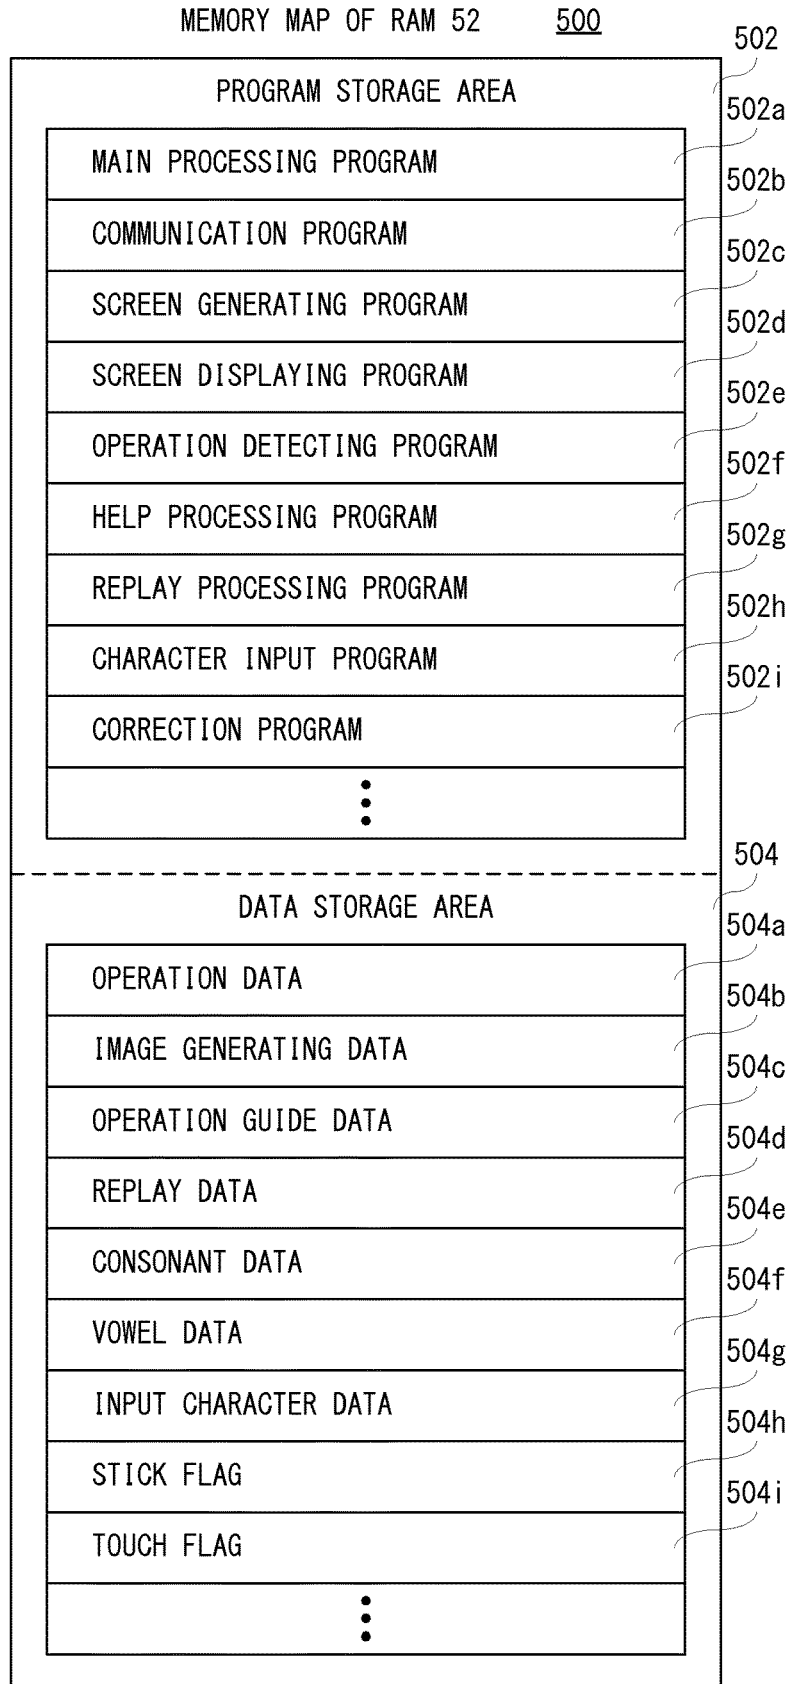 MEMORY MAP OF RAM 52 500
502
PROGRAM STORAGE AREA
502a
MAIN PROCESSING PROGRAM
502b
COMMUNICATION PROGRAM
502c
SCREEN GENERATING PROGRAM
502d
SCREEN DISPLAYING PROGRAM
502e
OPERATION DETECTING PROGRAM
502f
HELP PROCESSING PROGRAM
502g
REPLAY PROCESSING PROGRAM
502h
CHARACTER INPUT PROGRAM
502i
CORRECTION PROGRAM
504
DATA STORAGE AREA
504a
OPERATION DATA
504b
IMAGE GENERATING DATA
504c
OPERATION GUIDE DATA
504d
REPLAY DATA
504e
CONSONANT DATA
504f
VOWEL DATA
504g
INPUT CHARACTER DATA
504h
STICK FLAG
504i
TOUCH FLAG